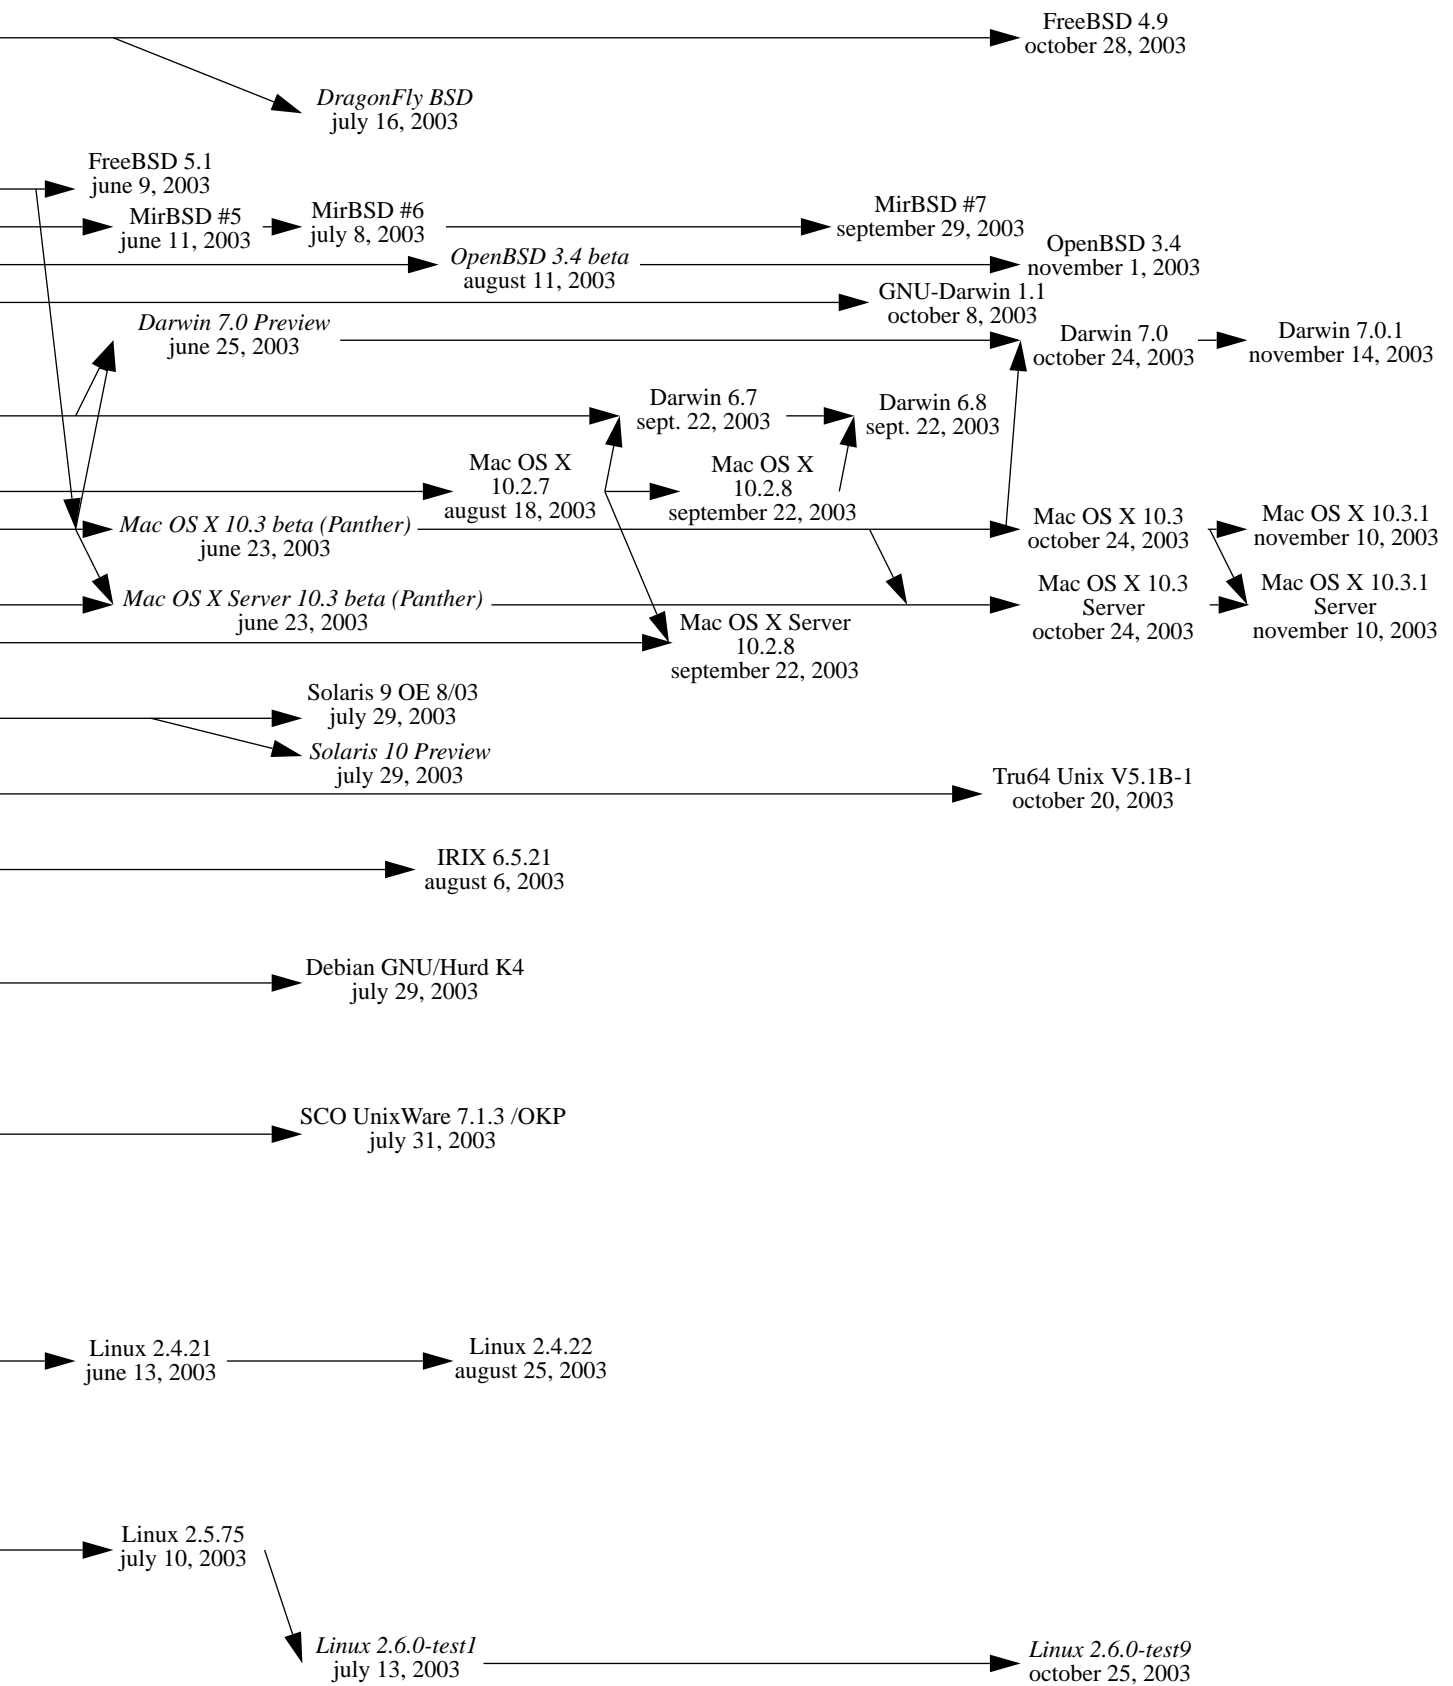 FreeBSD 4.9
october 28, 2003
DragonFly BSD
july 16, 2003
FreeBSD 5.1
june 9, 2003
MirBSD #5
june 11, 2003
MirBSD #6
july 8, 2003
MirBSD #7
september 29, 2003
OpenBSD 3.4 beta
august 11, 2003
OpenBSD 3.4
november 1, 2003
GNU-Darwin 1.1
october 8, 2003
Darwin 7.0 Preview
june 25, 2003
Darwin 7.0
october 24, 2003
Darwin 7.0.1
november 14, 2003
Darwin 6.7
sept. 22, 2003
Darwin 6.8
sept. 22, 2003
Mac OS X
10.2.7
august 18, 2003
Mac OS X
10.2.8
september 22, 2003
Mac OS X 10.3 beta (Panther)
june 23, 2003
Mac OS X 10.3
october 24, 2003
Mac OS X 10.3.1
november 10, 2003
Mac OS X Server 10.3 beta (Panther)
june 23, 2003
Mac OS X 10.3
Server
october 24, 2003
Mac OS X 10.3.1
Server
november 10, 2003
Mac OS X Server
10.2.8
september 22, 2003
Solaris 9 OE 8/03
july 29, 2003
Solaris 10 Preview
july 29, 2003
Tru64 Unix V5.1B-1
october 20, 2003
IRIX 6.5.21
august 6, 2003
Debian GNU/Hurd K4
july 29, 2003
SCO UnixWare 7.1.3 /OKP
july 31, 2003
Linux 2.4.21
june 13, 2003
Linux 2.4.22
august 25, 2003
Linux 2.5.75
july 10, 2003
Linux 2.6.0-test1
july 13, 2003
Linux 2.6.0-test9
october 25, 2003